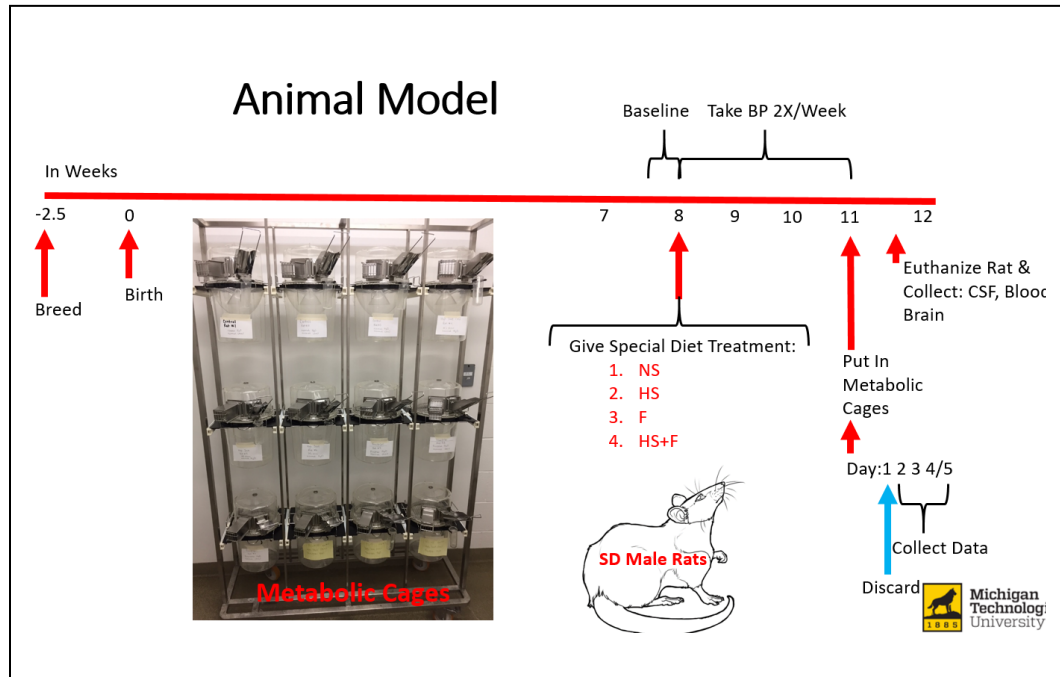 Animal Model
Baseline
Take BP 2X/Week
In Weeks
-2.5
0
7
8
9
10
11
12
Breed
Birth
Euthanize Rat &
Collect: CSF, Blood
Brain
Give Special Diet Treatment:
1. NS
2. HS
3. F
4. HS+F
Put In
Metabolic
Cages
Day:1 2 3 4/5
Collect Data
Discard
SD Male Rats
Metabolic Cages
Michigan
Technologi
University
1885